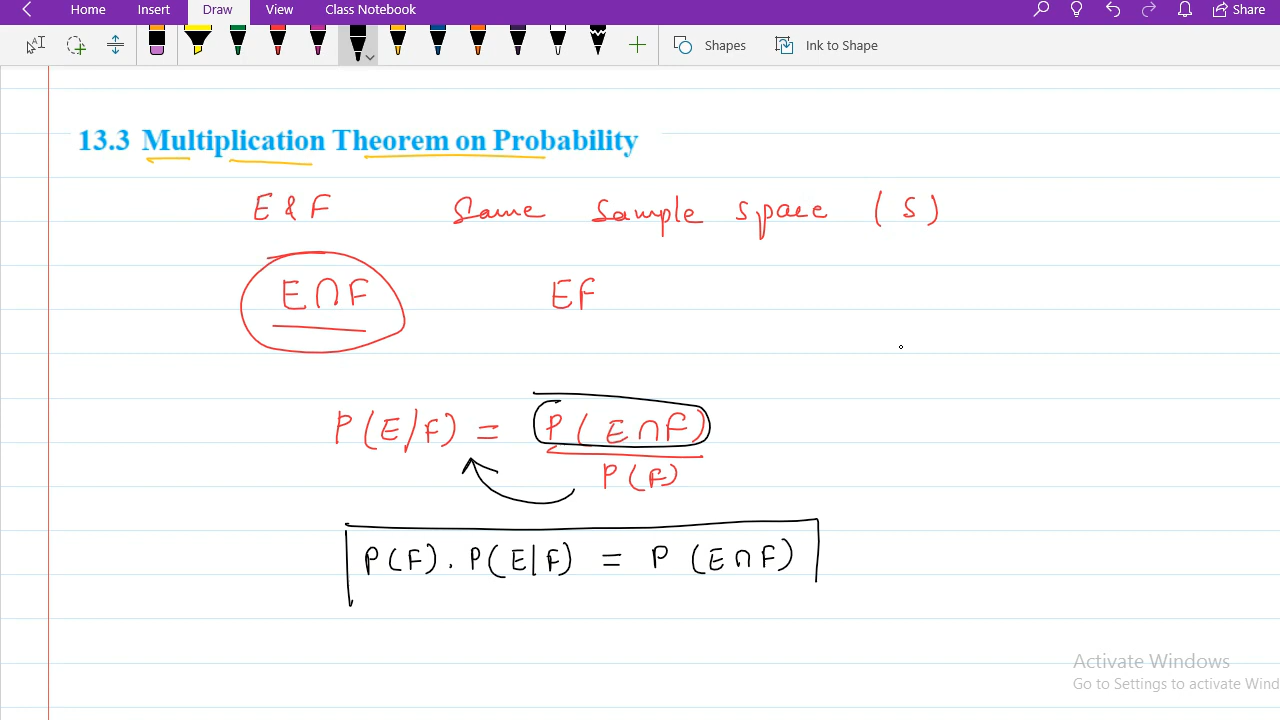 Home Insert Draw View Class Notebook Share
Shapes Ink to Shape
13.3 Multiplication Theorem on Probability
E & F Same Sample space (S)
E∩F EF
P(E/F) = P(E∩F)
P(F)
P(F) . P(E|F) = P(E∩F)
Activate Windows
Go to Settings to activate Wind